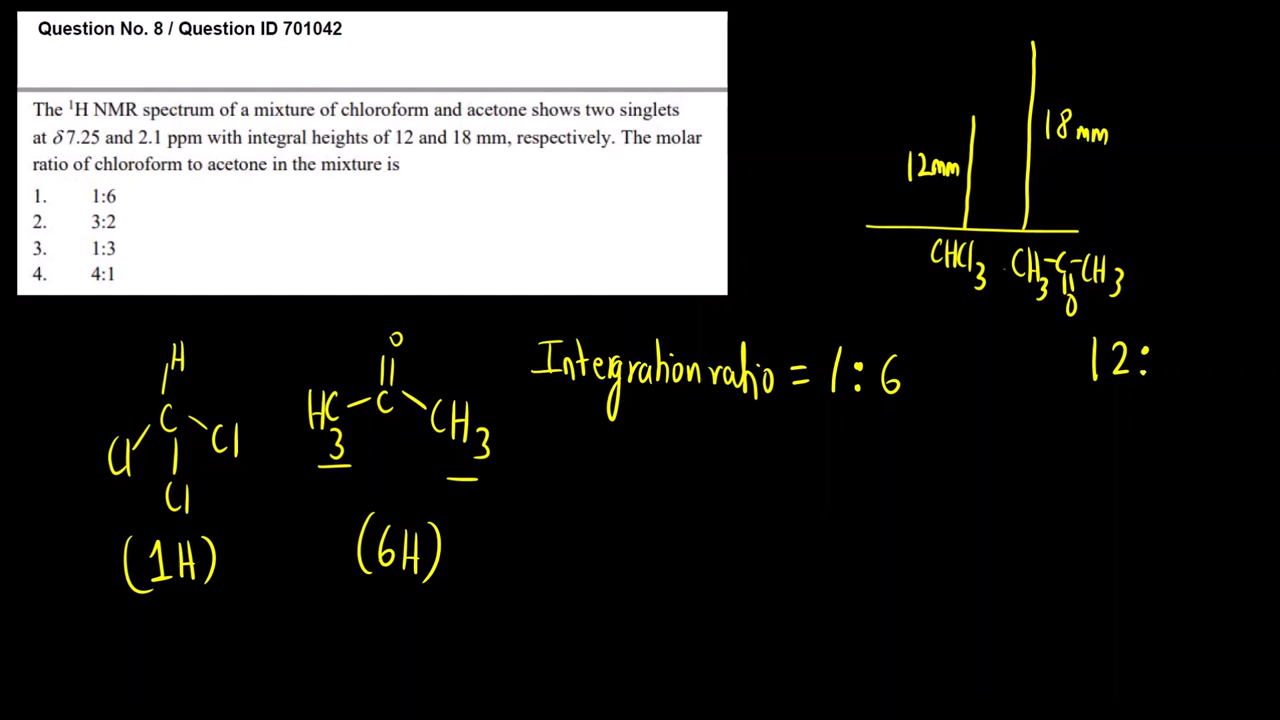 Question No. 8 / Question ID 701042
The ¹H NMR spectrum of a mixture of chloroform and acetone shows two singlets
at δ 7.25 and 2.1 ppm with integral heights of 12 and 18 mm, respectively. The molar
ratio of chloroform to acetone in the mixture is
1. 1:6
2. 3:2
3. 1:3
4. 4:1
18mm
12mm
CHCl3 CH3-C-CH3
O
H
C
Cl Cl
Cl
(1H)
O
H3C C CH3
(6H)
Intergration ratio = 1:6
12: